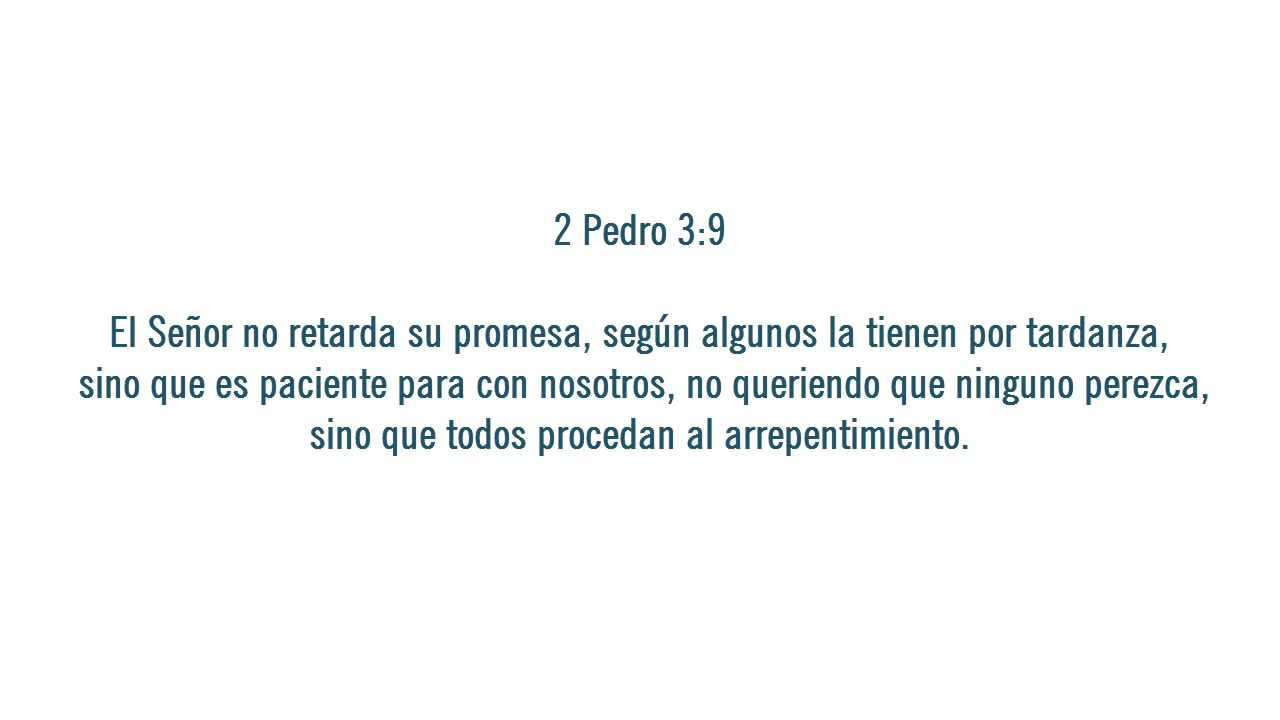 2 Pedro 3:9
El Señor no retarda su promesa, según algunos la tienen por tardanza,
sino que es paciente para con nosotros, no queriendo que ninguno perezca,
sino que todos procedan al arrepentimiento.